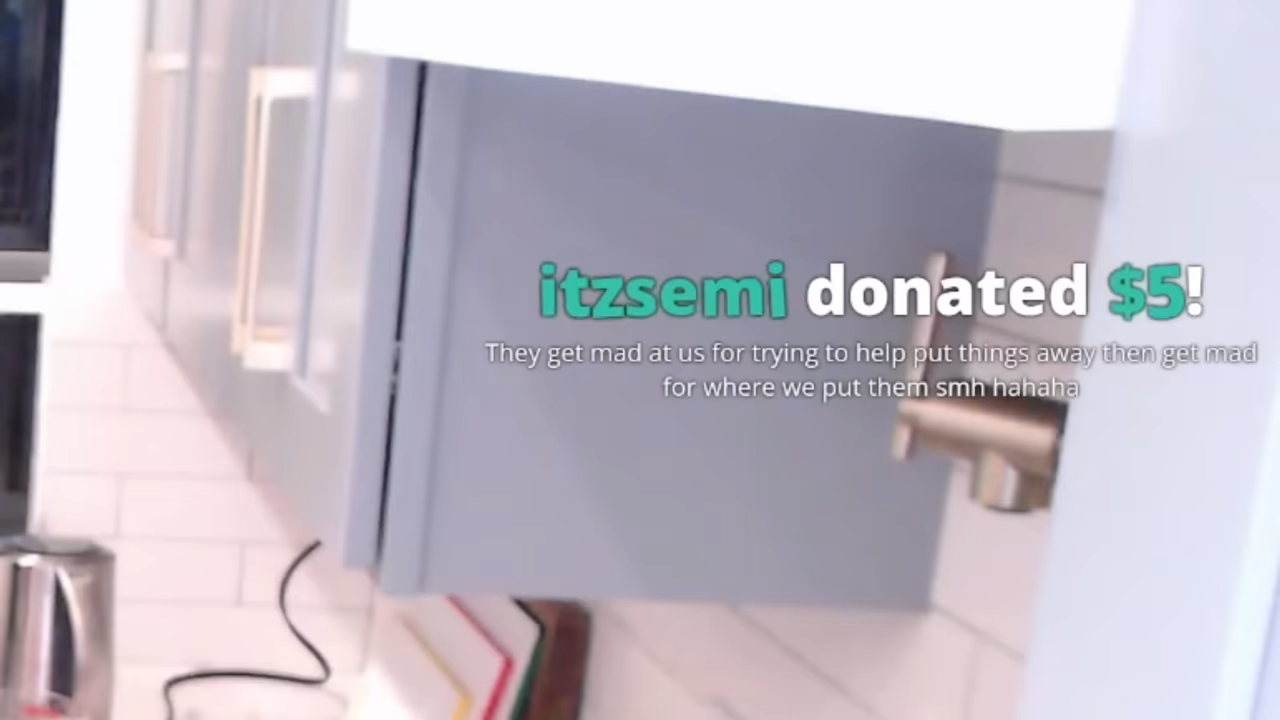 itzsemi donated $5!
They get mad at us for trying to help put things away then get mad
for where we put them smh hahaha